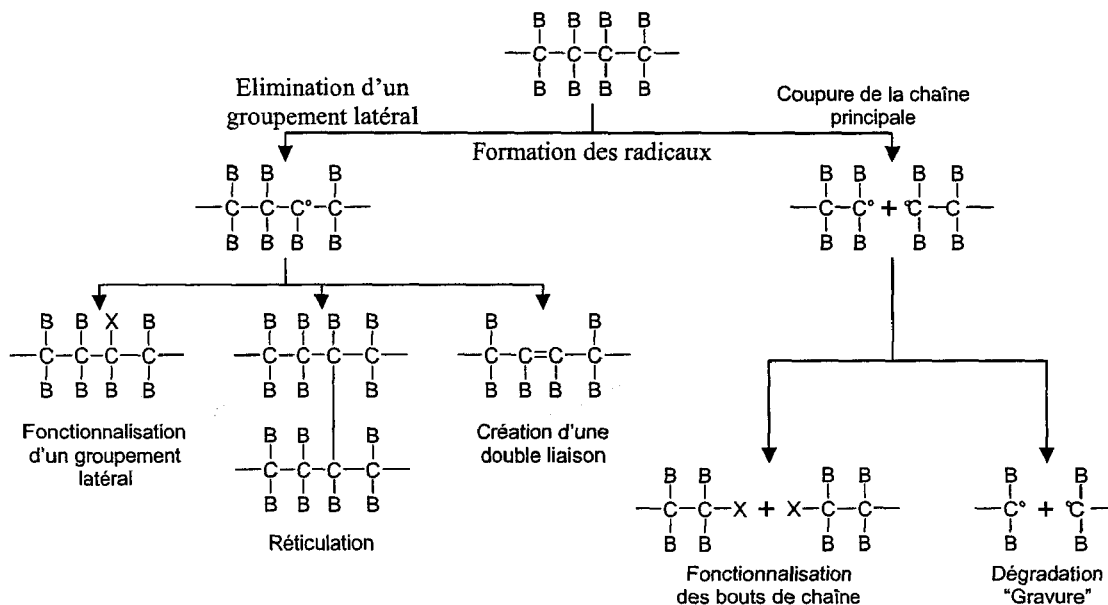 B B B B
—C—C—C—C—
B B B B
Elimination d'un
groupement latéral
Coupure de la chaîne
principale
Formation des radicaux
B B B
—C—C—C°—C—
B B B B
B B B B
—C—C° + °C—C—
B B B B
B B X B
—C—C—C—C—
B B B B
Fonctionnalisation
d'un groupement
latéral
B B B B
—C—C—C—C—
B B B
B B B
—C—C—C—C—
B B B B
Réticulation
B B
—C—C=C—C—
B B B B
Création d'une
double liaison
B B B B
—C—C—X + X—C—C—
B B B B
Fonctionnalisation
des bouts de chaîne
B B
—C° + °C—
B B
Dégradation
"Gravure"